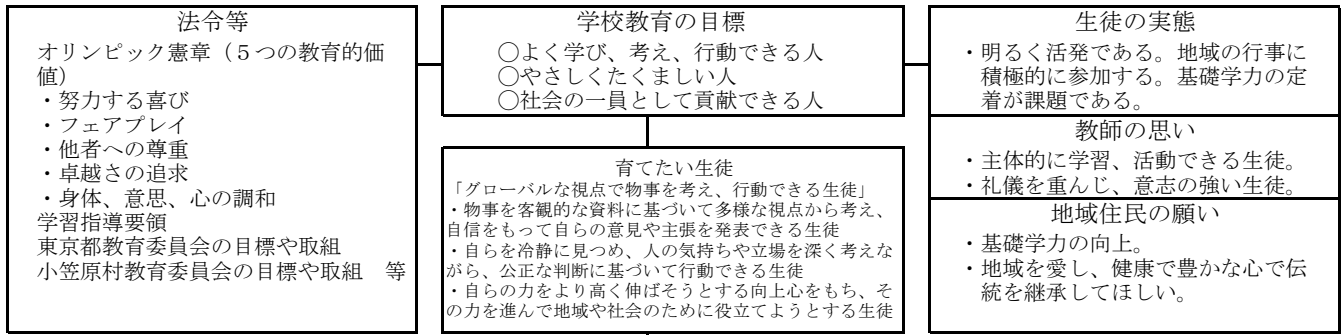 法令等
オリンピック憲章（５つの教育的価
値）
・努力する喜び
・フェアプレイ
・他者への尊重
・卓越さの追求
・身体、意思、心の調和
学習指導要領
東京都教育委員会の目標や取組
小笠原村教育委員会の目標や取組　等
学校教育の目標
○よく学び、考え、行動できる人
○やさしくたくましい人
○社会の一員として貢献できる人
育てたい生徒
「グローバルな視点で物事を考え、行動できる生徒」
・物事を客観的な資料に基づいて多様な視点から考え、
自信をもって自らの意見や主張を発表できる生徒
・自らを冷静に見つめ、人の気持ちや立場を深く考えな
がら、公正な判断に基づいて行動できる生徒
・自らの力をより高く伸ばそうとする向上心をもち、そ
の力を進んで地域や社会のために役立てようとする生徒
生徒の実態
・明るく活発である。地域の行事に
積極的に参加する。基礎学力の定
着が課題である。
教師の思い
・主体的に学習、活動できる生徒。
・礼儀を重んじ、意志の強い生徒。
地域住民の願い
・基礎学力の向上。
・地域を愛し、健康で豊かな心で伝
統を継承してほしい。